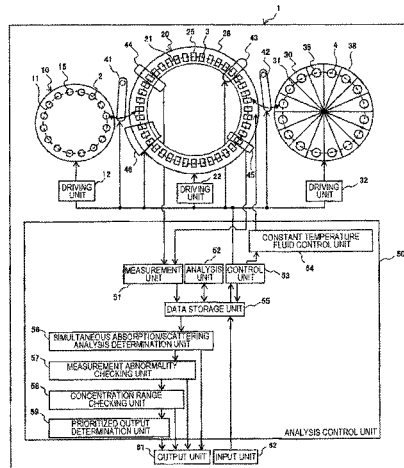 1
44 21 20 25 3 26 43 42
10 15 2 41 30 31 35 4 38
11
46 45
12 22 32
DRIVING UNIT
DRIVING UNIT
DRIVING UNIT
CONSTANT TEMPERATURE FLUID CONTROL UNIT
50
52 54
MEASUREMENT UNIT
ANALYSIS UNIT
CONTROL UNIT
51 53
55
DATA STORAGE UNIT
56
SIMULTANEOUS ABSORPTION/SCATTERING ANALYSIS DETERMINATION UNIT
57
MEASUREMENT ABNORMALITY CHECKING UNIT
58
CONCENTRATION RANGE CHECKING UNIT
59
PRIORITIZED OUTPUT DETERMINATION UNIT
ANALYSIS CONTROL UNIT
61 62
OUTPUT UNIT
INPUT UNIT